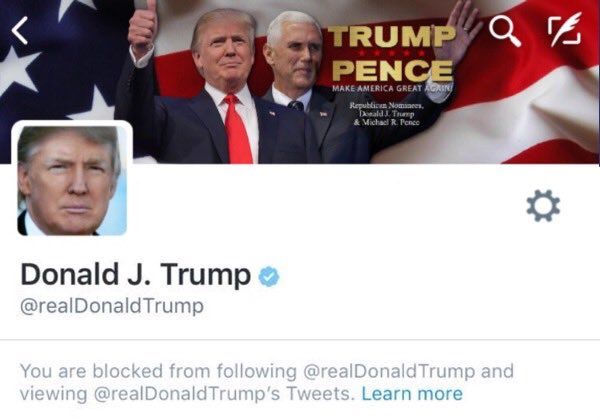 TRUMP
PENCE
MAKE AMERICA GREAT AGAIN!
Republican Nominees,
Donald J. Trump
& Michael R. Pence
Donald J. Trump
@realDonaldTrump
You are blocked from following @realDonaldTrump and
viewing @realDonaldTrump's Tweets. Learn more